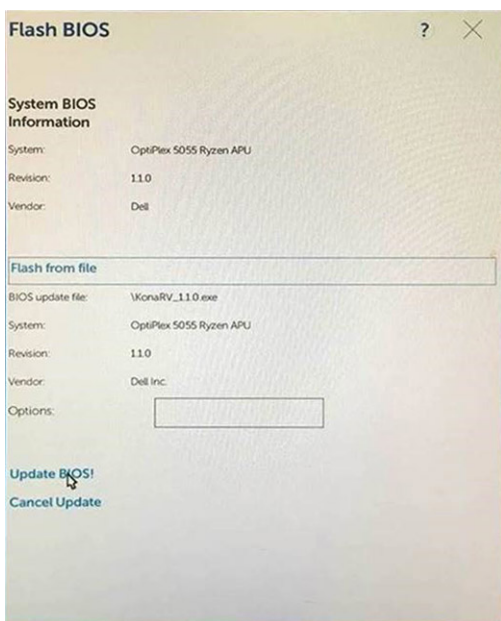 Flash BIOS ?
System BIOS
Information
System: OptiPlex 5055 Ryzen APU
Revision: 1.1.0
Vendor: Dell
Flash from file
BIOS update file: \KonaRV_1.1.0.exe
System: OptiPlex 5055 Ryzen APU
Revision: 1.1.0
Vendor: Dell Inc.
Options:
Update BIOS!
Cancel Update